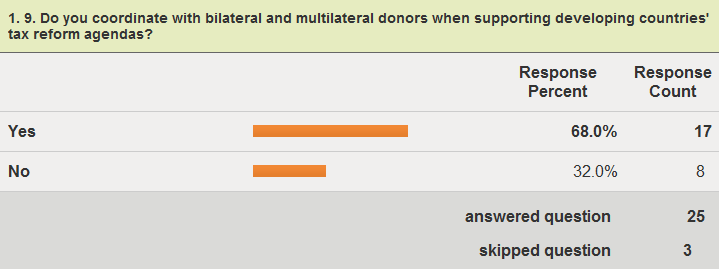 1. 9. Do you coordinate with bilateral and multilateral donors when supporting developing countries'
tax reform agendas?
Response Percent Response Count
Yes 68.0% 17
No 32.0% 8
answered question 25
skipped question 3